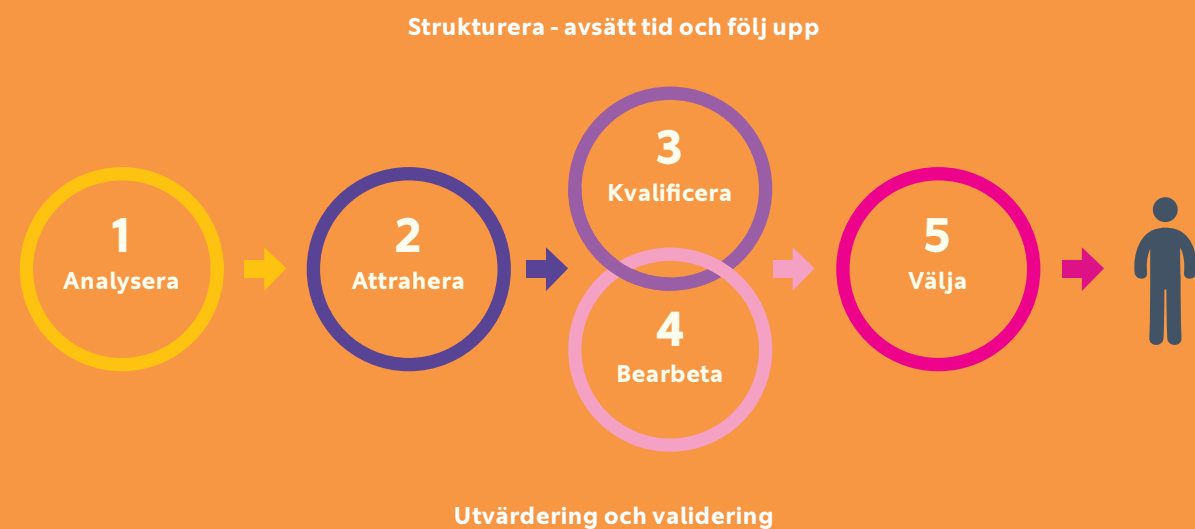 Strukturera - avsätt tid och följ upp
1
Analysera
2
Attrahera
3
Kvalificera
4
Bearbeta
5
Välja
Utvärdering och validering